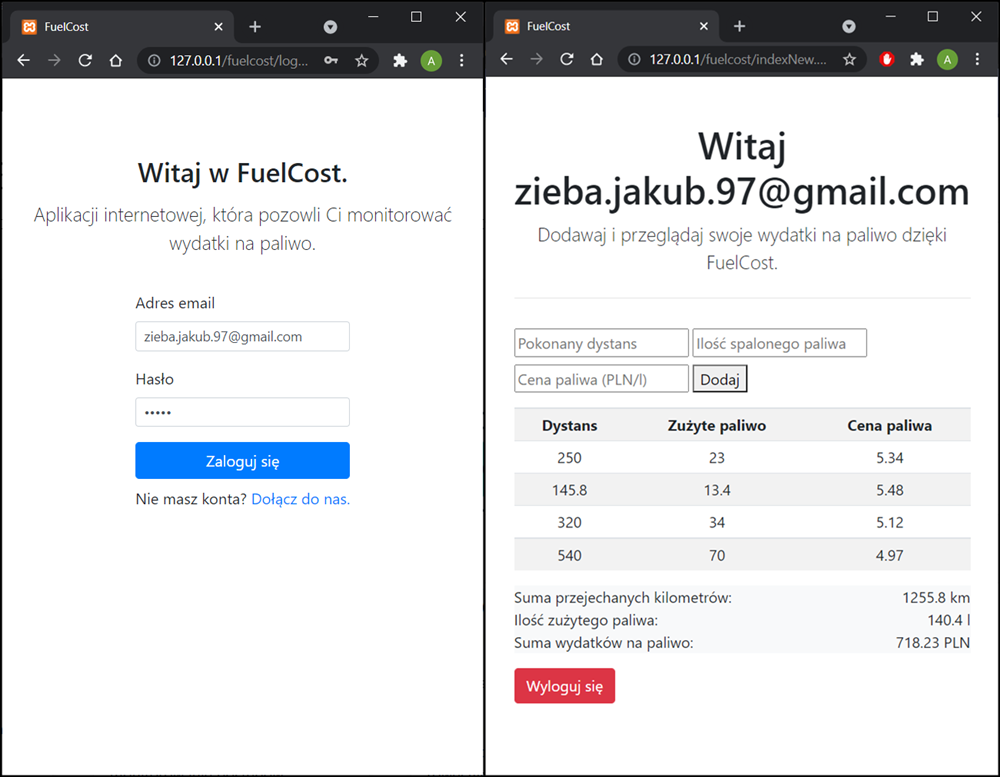 FuelCost
127.0.0.1/fuelcost/log...
A
Witaj w FuelCost.
Aplikacji internetowej, która pozowli Ci monitorować
wydatki na paliwo.
Adres email
zieba.jakub.97@gmail.com
Hasło
•••••
Zaloguj się
Nie masz konta? Dołącz do nas.
FuelCost
127.0.0.1/fuelcost/indexNew....
A
Witaj
zieba.jakub.97@gmail.com
Dodawaj i przeglądaj swoje wydatki na paliwo dzięki
FuelCost.
Pokonany dystans Ilość spalonego paliwa
Cena paliwa (PLN/l) Dodaj
Dystans Zużyte paliwo Cena paliwa
250 23 5.34
145.8 13.4 5.48
320 34 5.12
540 70 4.97
Suma przejechanych kilometrów: 1255.8 km
Ilość zużytego paliwa: 140.4 l
Suma wydatków na paliwo: 718.23 PLN
Wyloguj się